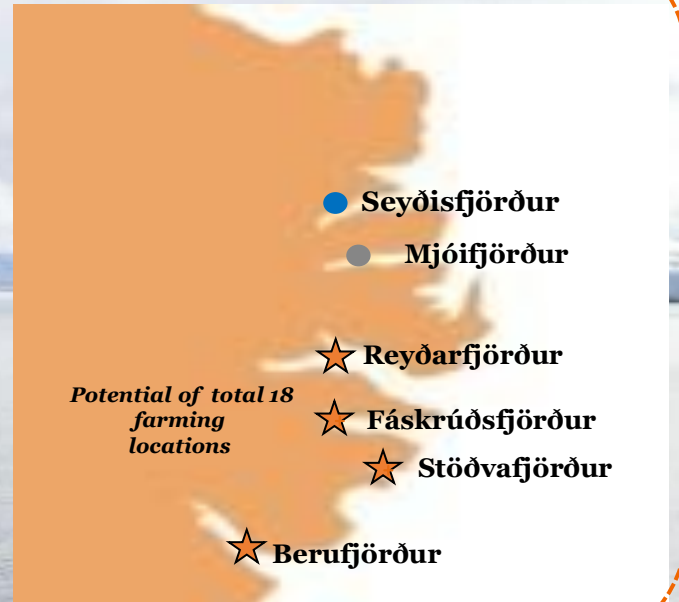 Seyðisfjörður
Mjóifjörður
Reyðarfjörður
Potential of total 18
farming
locations
Fáskrúðsfjörður
Stöðvafjörður
Berufjörður